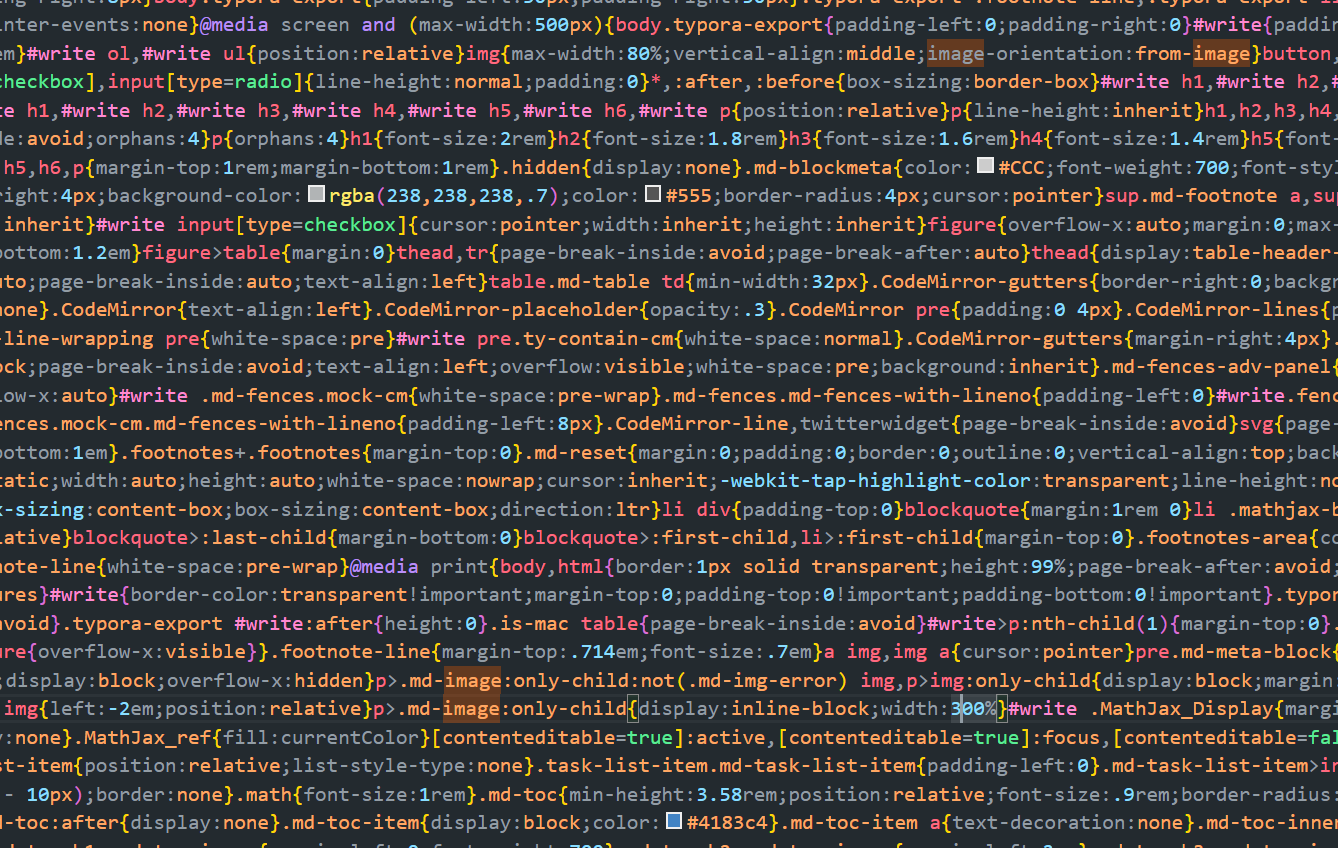 nter-events:none}@media screen and (max-width:500px){body.typora-export{padding-left:0;padding-right:0}#write{paddin
em}#write ol,#write ul{position:relative}img{max-width:80%;vertical-align:middle;image-orientation:from-image}button,
checkbox],input[type=radio]{line-height:normal;padding:0}*,:after,:before{box-sizing:border-box}#write h1,#write h2,#
te h1,#write h2,#write h3,#write h4,#write h5,#write h6,#write p{position:relative}p{line-height:inherit}h1,h2,h3,h4,
de:avoid;orphans:4}p{orphans:4}h1{font-size:2rem}h2{font-size:1.8rem}h3{font-size:1.6rem}h4{font-size:1.4rem}h5{font-
h5,h6,p{margin-top:1rem;margin-bottom:1rem}.hidden{display:none}.md-blockmeta{color:#CCC;font-weight:700;font-sty
right:4px;background-color:rgba(238,238,238,.7);color:#555;border-radius:4px;cursor:pointer}sup.md-footnote a,sup
inherit}#write input[type=checkbox]{cursor:pointer;width:inherit;height:inherit}figure{overflow-x:auto;margin:0;max-
bottom:1.2em}figure>table{margin:0}thead,tr{page-break-inside:avoid;page-break-after:auto}thead{display:table-header-
uto;page-break-inside:auto;text-align:left}table.md-table td{min-width:32px}.CodeMirror-gutters{border-right:0;backgr
none}.CodeMirror{text-align:left}.CodeMirror-placeholder{opacity:.3}.CodeMirror pre{padding:0 4px}.CodeMirror-lines{p
-line-wrapping pre{white-space:pre}#write pre.ty-contain-cm{white-space:normal}.CodeMirror-gutters{margin-right:4px}.
ock;page-break-inside:avoid;text-align:left;overflow:visible;white-space:pre;background:inherit}.md-fences-adv-panel{
low-x:auto}#write .md-fences.mock-cm{white-space:pre-wrap}.md-fences.md-fences-with-lineno{padding-left:0}#write.fenc
ences.mock-cm.md-fences-with-lineno{padding-left:8px}.CodeMirror-line,twitterwidget{page-break-inside:avoid}svg{page-
bottom:1em}.footnotes+.footnotes{margin-top:0}.md-reset{margin:0;padding:0;border:0;outline:0;vertical-align:top;back
tatic;width:auto;height:auto;white-space:nowrap;cursor:inherit;-webkit-tap-highlight-color:transparent;line-height:no
x-sizing:content-box;box-sizing:content-box;direction:ltr}li div{padding-top:0}blockquote{margin:1rem 0}li .mathjax-b
lative}blockquote>:last-child{margin-bottom:0}blockquote>:first-child,li>:first-child{margin-top:0}.footnotes-area{co
note-line{white-space:pre-wrap}@media print{body,html{border:1px solid transparent;height:99%;page-break-after:avoid;
ures}#write{border-color:transparent!important;margin-top:0;padding-top:0!important;padding-bottom:0!important}.typor
avoid}.typora-export #write:after{height:0}.is-mac table{page-break-inside:avoid}#write>p:nth-child(1){margin-top:0}.
ure{overflow-x:visible}}.footnote-line{margin-top:.714em;font-size:.7em}a img,img a{cursor:pointer}pre.md-meta-block{
;display:block;overflow-x:hidden}p>.md-image:only-child:not(.md-img-error) img,p>img:only-child{display:block;margin:
img{left:-2em;position:relative}p>.md-image:only-child{display:inline-block;width:300%}#write .MathJax_Display{margi
y:none}.MathJax_ref{fill:currentColor}[contenteditable=true]:active,[contenteditable=true]:focus,[contenteditable=fal
st-item{position:relative;list-style-type:none}.task-list-item.md-task-list-item{padding-left:0}.md-task-list-item>in
- 10px);border:none}.math{font-size:1rem}.md-toc{min-height:3.58rem;position:relative;font-size:.9rem;border-radius:
d-toc:after{display:none}.md-toc-item{display:block;color:#4183c4}.md-toc-item a{text-decoration:none}.md-toc-inner